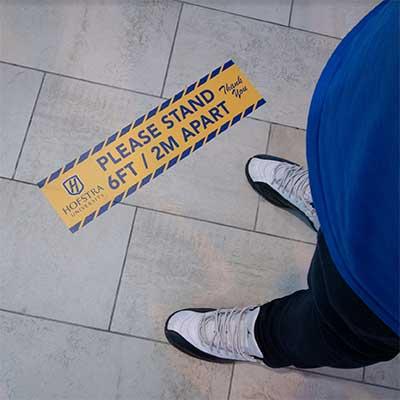 H
HOFSTRA
UNIVERSITY
PLEASE STAND
6FT / 2M APART
Thank
You